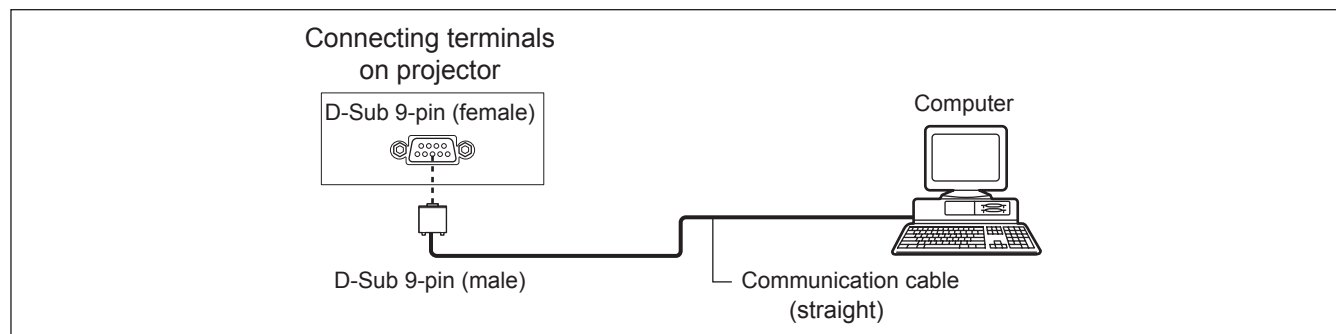 Connecting terminals
on projector
D-Sub 9-pin (female)
Computer
D-Sub 9-pin (male)
Communication cable
(straight)